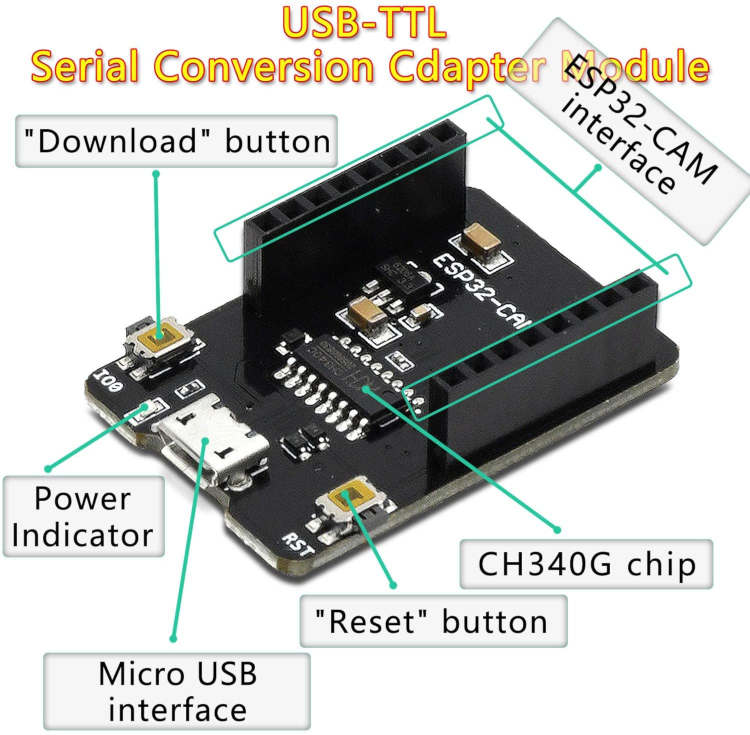 USB-TTL
Serial Conversion Cdapter Module
ESP32-CAM
interface
"Download" button
ESP32-CAM
IO0
Power
Indicator
RST
CH340G chip
"Reset" button
Micro USB
interface